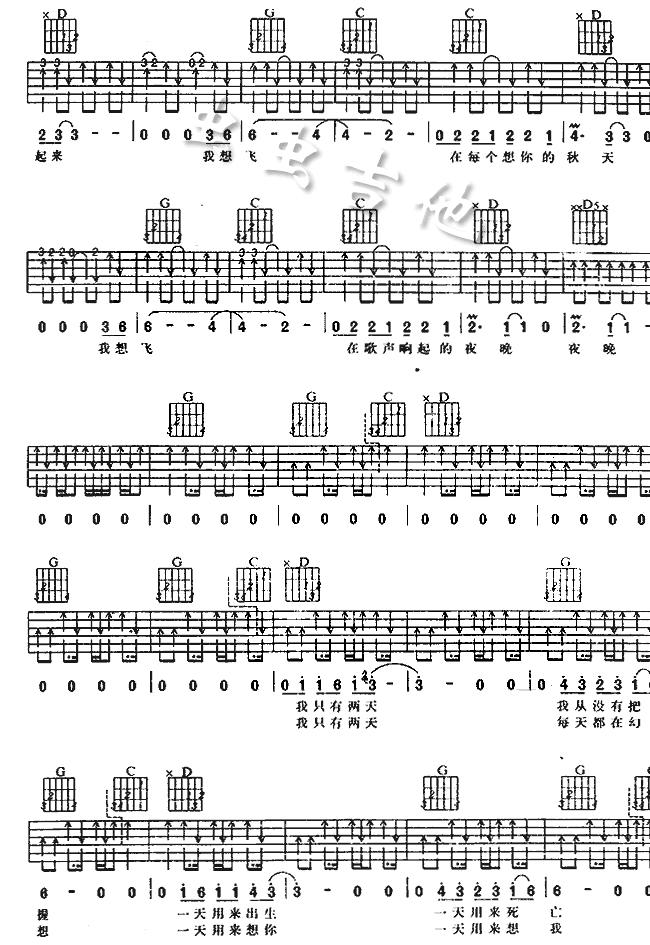 x D G C C x D
2 3 3 - - 0 0 0 3 6 6 - - 4 4 - 2 - 0 2 2 1 2 2 1 4· 3 3 0
起来 我想飞 在每个想你的秋天
虫虫吉他
G C C x D xxD5x
0 0 0 3 6 6 - - 4 4 - 2 - 0 2 2 1 2 2 1 2· 1 1 0 2· 1 1 -
我想飞 在歌声响起的夜晚 夜晚
G G C x D
0 0 0 0 0 0 0 0 0 0 0 0 0 0 0 0 0 0 0 0
G G C x D G
0 0 0 0 0 0 0 0 0 1 1 6 1 3 - 3 - 0 0 0 4 3 2 3 1
我只有两天 我从没有把
我只有两天 每天都在幻
G C x D G G
6 - 0 0 0 1 6 1 1 4 3 3 - 0 0 0 4 3 2 3 1 6 6 - 0 0
握 一天用来出生 一天用来死亡
想 一天用来想你 一天用来想我